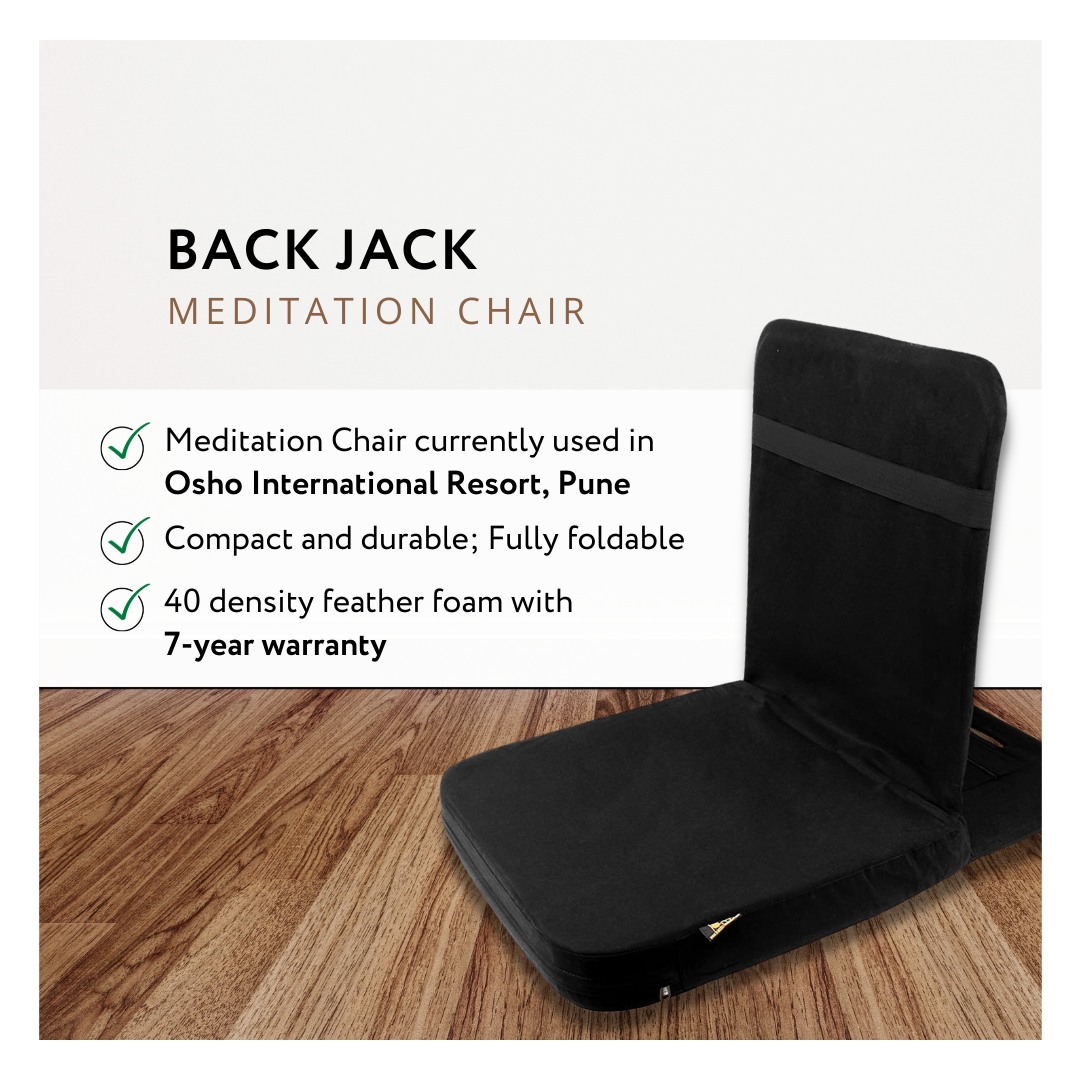 BACK JACK
MEDITATION CHAIR
Meditation Chair currently used in
Osho International Resort, Pune
Compact and durable; Fully foldable
40 density feather foam with
7-year warranty